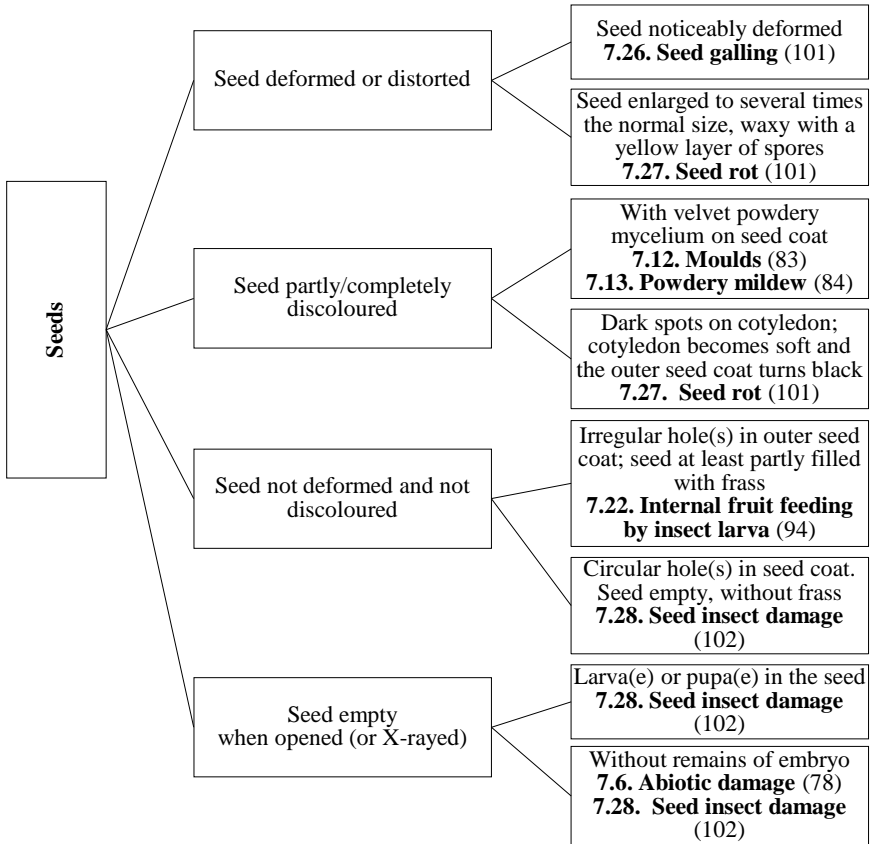 Seeds
Seed deformed or distorted
Seed noticeably deformed
7.26. Seed galling (101)
Seed enlarged to several times
the normal size, waxy with a
yellow layer of spores
7.27. Seed rot (101)
Seed partly/completely
discoloured
With velvet powdery
mycelium on seed coat
7.12. Moulds (83)
7.13. Powdery mildew (84)
Dark spots on cotyledon;
cotyledon becomes soft and
the outer seed coat turns black
7.27. Seed rot (101)
Seed not deformed and not
discoloured
Irregular hole(s) in outer seed
coat; seed at least partly filled
with frass
7.22. Internal fruit feeding
by insect larva (94)
Circular hole(s) in seed coat.
Seed empty, without frass
7.28. Seed insect damage
(102)
Seed empty
when opened (or X-rayed)
Larva(e) or pupa(e) in the seed
7.28. Seed insect damage
(102)
Without remains of embryo
7.6. Abiotic damage (78)
7.28. Seed insect damage
(102)